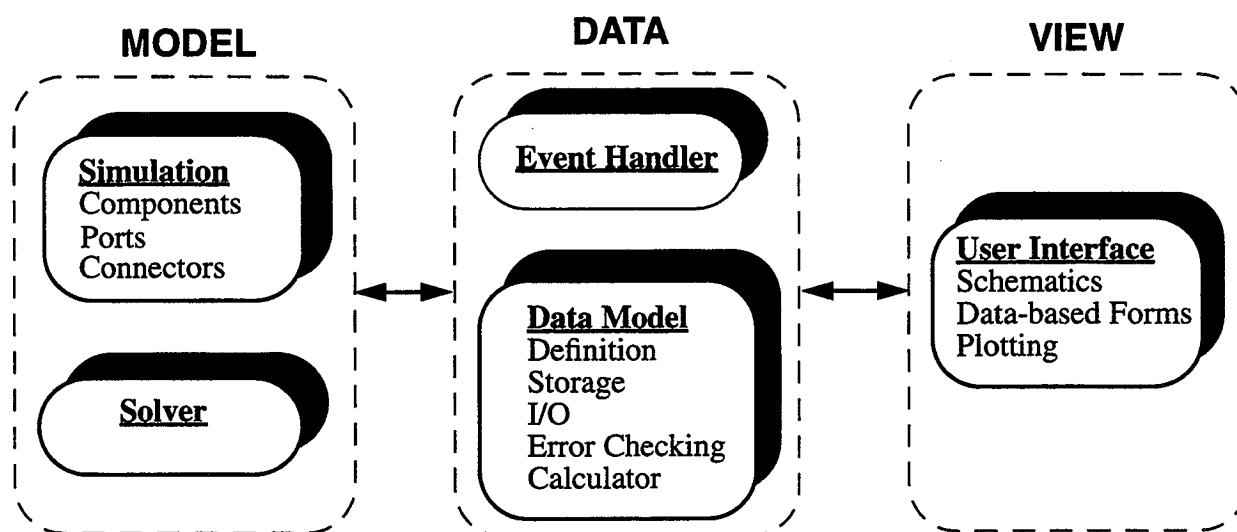 MODEL
Simulation
Components
Ports
Connectors
Solver
DATA
Event Handler
Data Model
Definition
Storage
I/O
Error Checking
Calculator
VIEW
User Interface
Schematics
Data-based Forms
Plotting